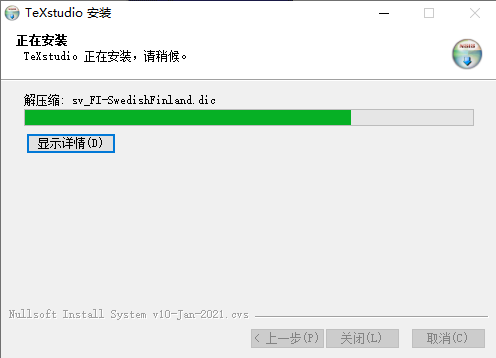 TeXstudio 安装
正在安装
TeXstudio 正在安装，请稍候。
解压缩: sv_FI-SwedishFinland.dic
显示详情(D)
Nullsoft Install System v10-Jan-2021.cvs
< 上一步(P) 关闭(L) 取消(C)